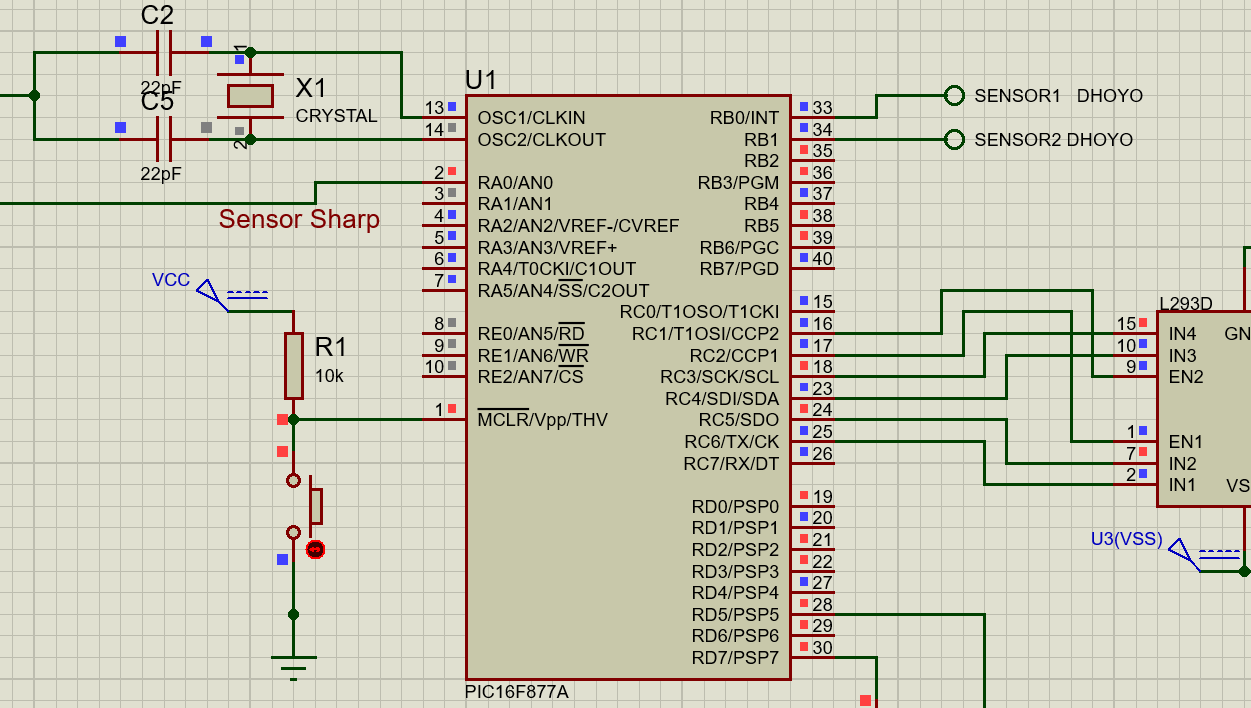 C2
22pF
C5
22pF
1
2
X1
CRYSTAL
Sensor Sharp
VCC
R1
10k
U1
13 OSC1/CLKIN
14 OSC2/CLKOUT
2 RA0/AN0
3 RA1/AN1
4 RA2/AN2/VREF-/CVREF
5 RA3/AN3/VREF+
6 RA4/T0CKI/C1OUT
7 RA5/AN4/SS/C2OUT
8 RE0/AN5/RD
9 RE1/AN6/WR
10 RE2/AN7/CS
1 MCLR/Vpp/THV
RB0/INT 33
RB1 34
RB2 35
RB3/PGM 36
RB4 37
RB5 38
RB6/PGC 39
RB7/PGD 40
RC0/T1OSO/T1CKI 15
RC1/T1OSI/CCP2 16
RC2/CCP1 17
RC3/SCK/SCL 18
RC4/SDI/SDA 23
RC5/SDO 24
RC6/TX/CK 25
RC7/RX/DT 26
RD0/PSP0 19
RD1/PSP1 20
RD2/PSP2 21
RD3/PSP3 22
RD4/PSP4 27
RD5/PSP5 28
RD6/PSP6 29
RD7/PSP7 30
PIC16F877A
SENSOR1 DHOYO
SENSOR2 DHOYO
L293D
15 IN4 GN
10 IN3
9 EN2
1 EN1
7 IN2
2 IN1 VS
U3(VSS)